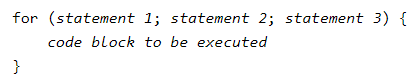 for (statement 1; statement 2; statement 3) {
    code block to be executed
}